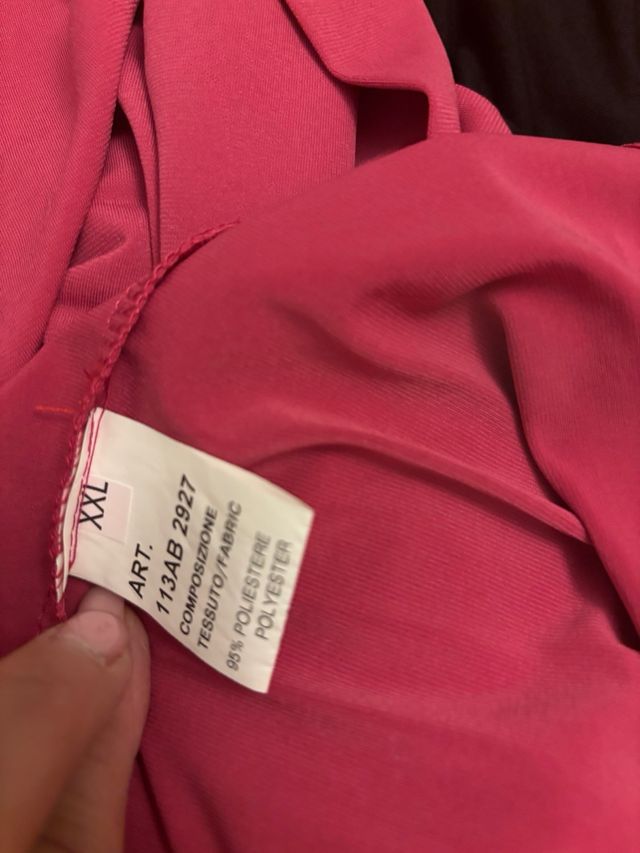 XXL
ART.
113AB 2927
COMPOSIZIONE
TESSUTO/FABRIC
95% POLIESTERE
POLYESTER